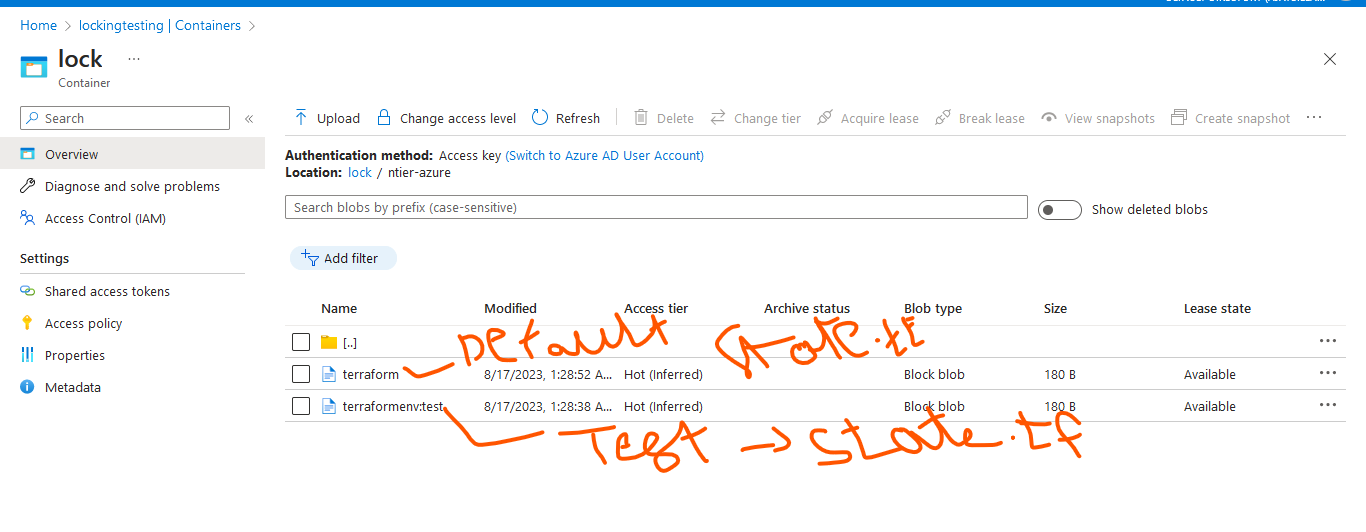 Home > lockingtesting | Containers >
lock ...
Container
Search «
Upload Change access level Refresh Delete Change tier Acquire lease Break lease View snapshots Create snapshot ...
Overview
Authentication method: Access key (Switch to Azure AD User Account)
Location: lock / ntier-azure
Diagnose and solve problems
Access Control (IAM)
Search blobs by prefix (case-sensitive) Show deleted blobs
Settings
Add filter
Shared access tokens
Access policy
Properties
Metadata
Name Modified Access tier Archive status Blob type Size Lease state
[..] ...
Default state.tf
terraform 8/17/2023, 1:28:52 A... Hot (Inferred) Block blob 180 B Available ...
terraformenv:test 8/17/2023, 1:28:38 A... Hot (Inferred) Block blob 180 B Available ...
Test → state.tf